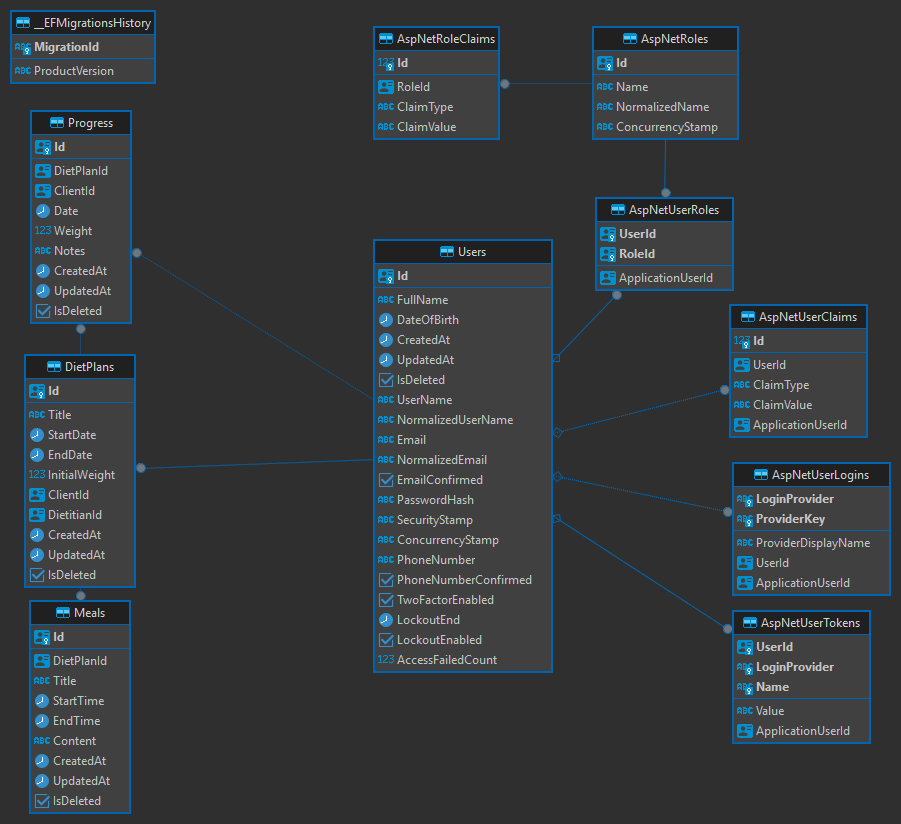 __EFMigrationsHistory
MigrationId
ProductVersion
AspNetRoleClaims
Id
RoleId
ClaimType
ClaimValue
AspNetRoles
Id
Name
NormalizedName
ConcurrencyStamp
Progress
Id
DietPlanId
ClientId
Date
Weight
Notes
CreatedAt
UpdatedAt
IsDeleted
AspNetUserRoles
UserId
RoleId
ApplicationUserId
Users
Id
FullName
DateOfBirth
CreatedAt
UpdatedAt
IsDeleted
UserName
NormalizedUserName
Email
NormalizedEmail
EmailConfirmed
PasswordHash
SecurityStamp
ConcurrencyStamp
PhoneNumber
PhoneNumberConfirmed
TwoFactorEnabled
LockoutEnd
LockoutEnabled
AccessFailedCount
AspNetUserClaims
Id
UserId
ClaimType
ClaimValue
ApplicationUserId
DietPlans
Id
Title
StartDate
EndDate
InitialWeight
ClientId
DietitianId
CreatedAt
UpdatedAt
IsDeleted
AspNetUserLogins
LoginProvider
ProviderKey
ProviderDisplayName
UserId
ApplicationUserId
Meals
Id
DietPlanId
Title
StartTime
EndTime
Content
CreatedAt
UpdatedAt
IsDeleted
AspNetUserTokens
UserId
LoginProvider
Name
Value
ApplicationUserId